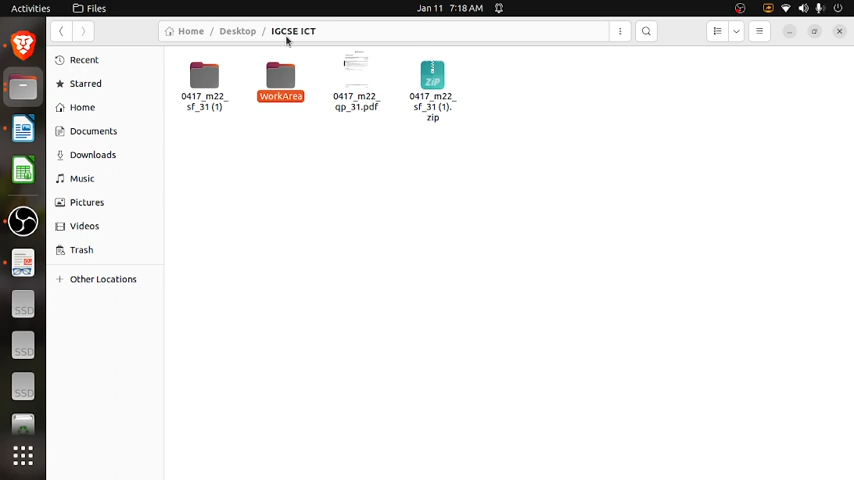 Activities
Files
Jan 11 7:18 AM
Home / Desktop / IGCSE ICT
Recent
Starred
Home
Documents
Downloads
Music
Pictures
Videos
Trash
Other Locations
0417_m22_
sf_31 (1)
WorkArea
0417_m22_
qp_31.pdf
ZIP
0417_m22_
sf_31 (1).
zip
SSD
SSD
SSD